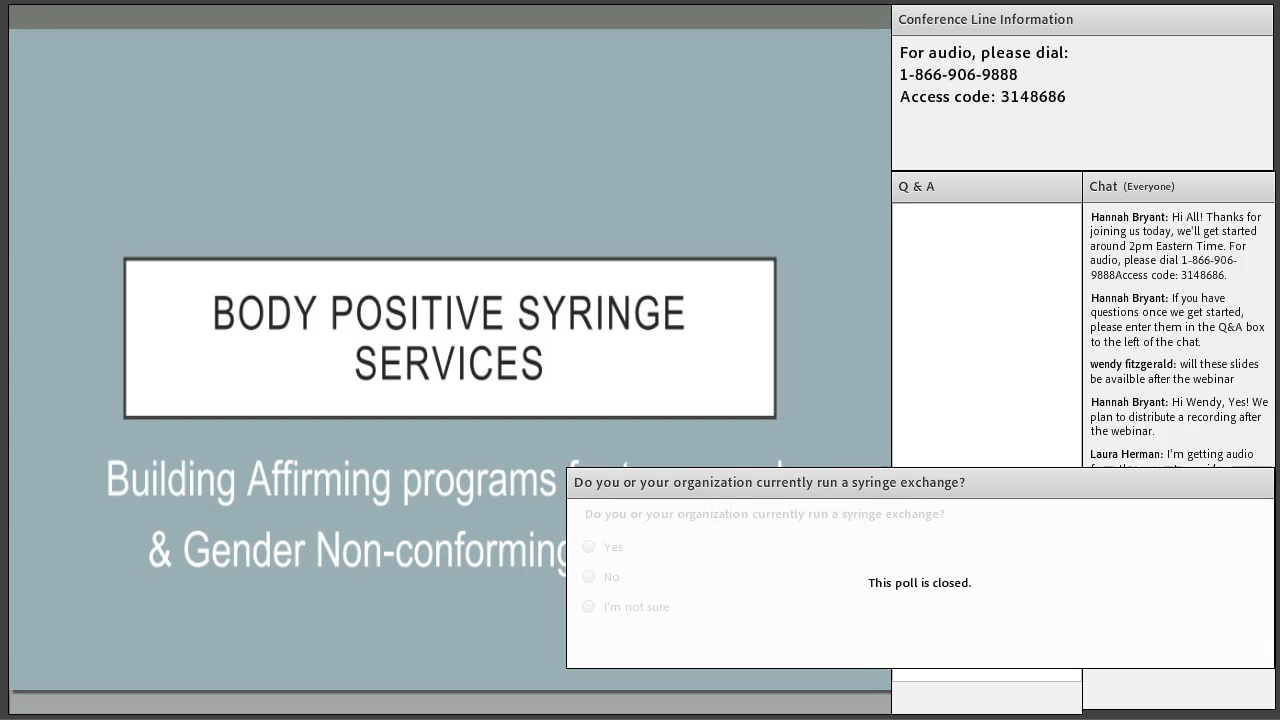 BODY POSITIVE SYRINGE
SERVICES
Building Affirming programs
& Gender Non-conforming
Conference Line Information
For audio, please dial:
1-866-906-9888
Access code: 3148686
Q & A
Chat (Everyone)
Hannah Bryant: Hi All! Thanks for
joining us today, we'll get started
around 2pm Eastern Time. For
audio, please dial 1-866-906-
9888Access code: 3148686.
Hannah Bryant: If you have
questions once we get started,
please enter them in the Q&A box
to the left of the chat.
wendy fitzgerald: will these slides
be availble after the webinar
Hannah Bryant: Hi Wendy, Yes! We
plan to distribute a recording after
the webinar.
Laura Herman: I'm getting audio
Do you or your organization currently run a syringe exchange?
Do you or your organization currently run a syringe exchange?
Yes
No
I'm not sure
This poll is closed.